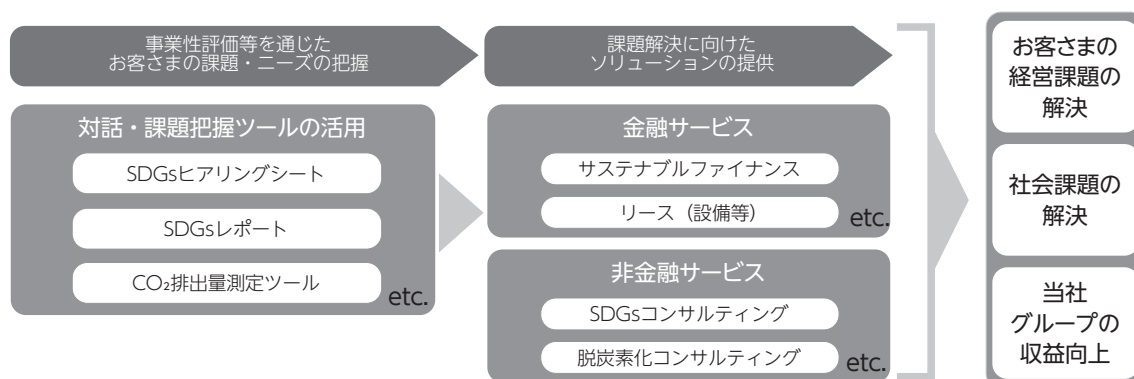 事業性評価等を通じた
お客さまの課題・ニーズの把握
課題解決に向けた
ソリューションの提供
対話・課題把握ツールの活用
SDGsヒアリングシート
SDGsレポート
CO₂排出量測定ツール
etc.
金融サービス
サステナブルファイナンス
リース（設備等）
etc.
非金融サービス
SDGsコンサルティング
脱炭素化コンサルティング
etc.
お客さまの
経営課題の
解決
社会課題の
解決
当社
グループの
収益向上